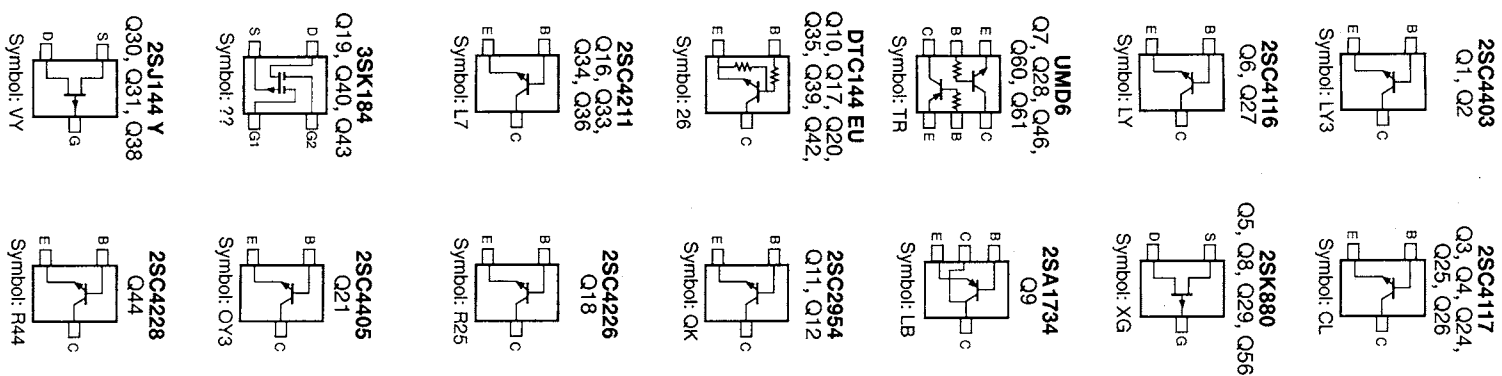 2SC4403
Q1, Q2
B
C
E
Symbol: LY3
2SC4117
Q3, Q4, Q24,
Q25, Q26
B
C
E
Symbol: CL
2SC4116
Q6, Q27
B
C
E
Symbol: LY
2SK880
Q5, Q8, Q29, Q56
S
G
D
Symbol: XG
UMD6
Q7, Q28, Q46,
Q60, Q61
E C
B B
C E
Symbol: TR
2SA1734
Q9
B
C C
E
Symbol: LB
DTC144 EU
Q10, Q17, Q20,
Q35, Q39, Q42,
B
C
E
Symbol: 26
2SC2954
Q11, Q12
B
C
E
Symbol: QK
2SC4211
Q16, Q33,
Q34, Q36
B
C
E
Symbol: L7
2SC4226
Q18
B
C
E
Symbol: R25
3SK184
Q19, Q40, Q43
D G2
S G1
Symbol: ??
2SC4405
Q21
B
C
E
Symbol: OY3
2SJ144 Y
Q30, Q31, Q38
S
G
D
Symbol: VY
2SC4228
Q44
B
C
E
Symbol: R44